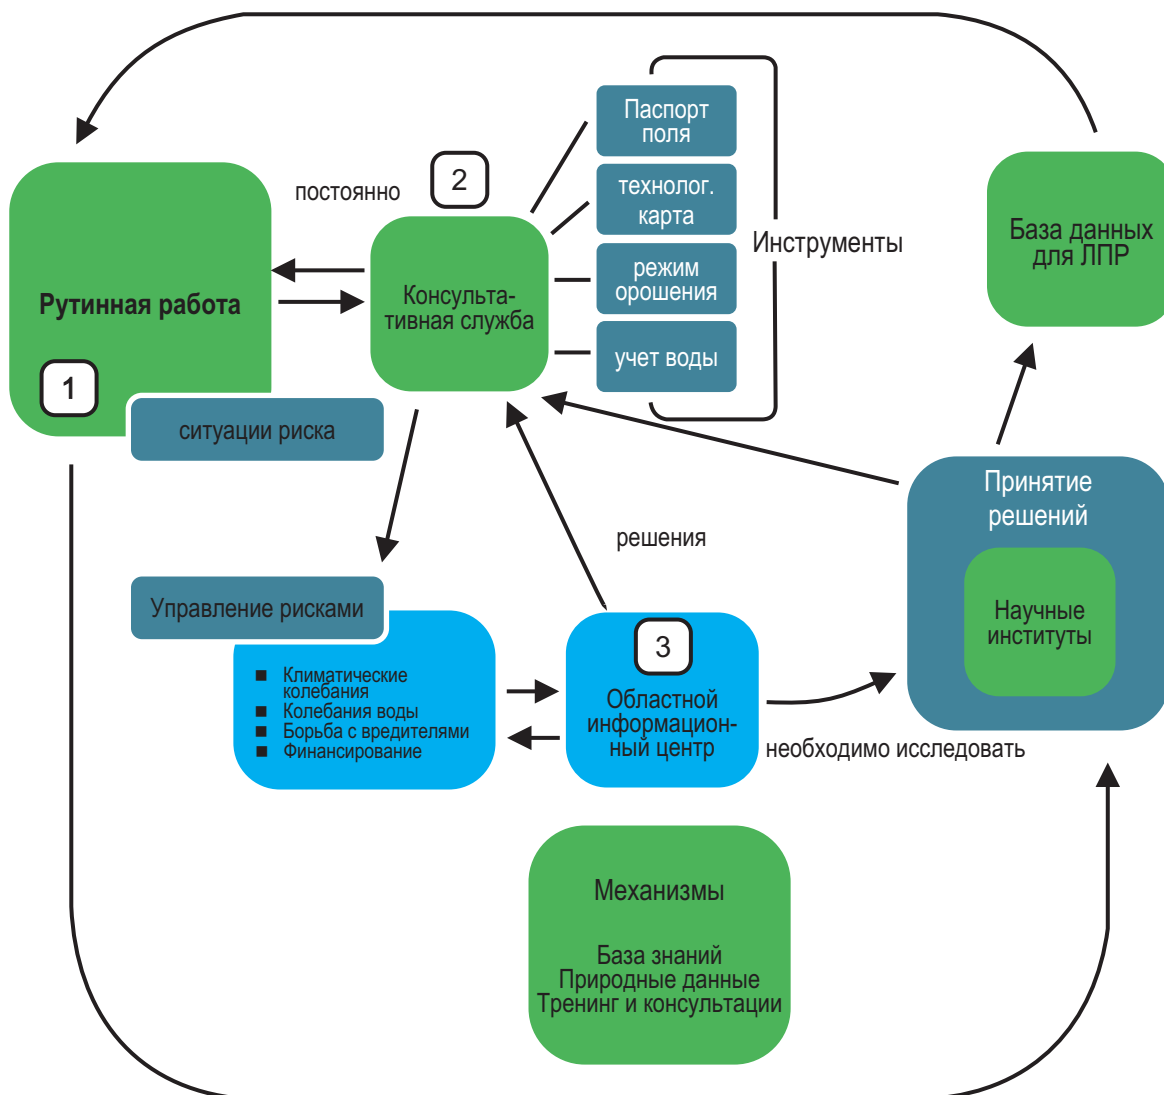 Паспорт
поля
2
постоянно
технолог.
карта
Инструменты
База данных
для ЛПР
режим
орошения
Рутинная работа
Консульта-
тивная служба
учет воды
1
ситуации риска
Принятие
решений
решения
Управление рисками
Научные
институты
3
Климатические
колебания
Колебания воды
Борьба с вредителями
Финансирование
Областной
информацион-
ный центр
необходимо исследовать
Механизмы
База знаний
Природные данные
Тренинг и консультации